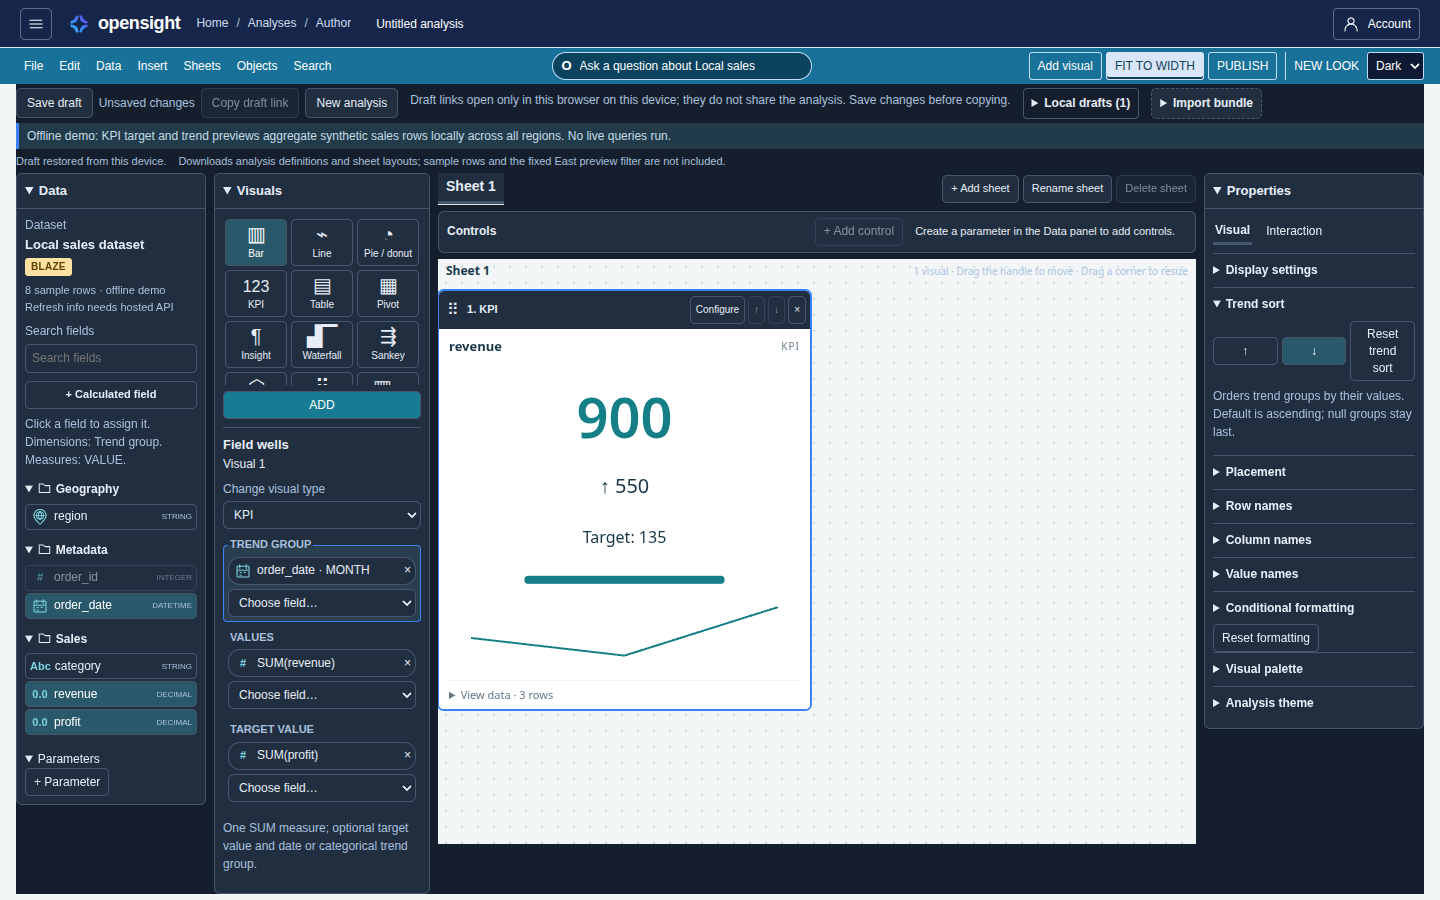 opensight
Home / Analyses / Author
Untitled analysis
Account
File Edit Data Insert Sheets Objects Search
Ask a question about Local sales
Add visual
FIT TO WIDTH
PUBLISH
NEW LOOK
Dark
Save draft
Unsaved changes
Copy draft link
New analysis
Draft links open only in this browser on this device; they do not share the analysis. Save changes before copying.
Local drafts (1)
Import bundle
Offline demo: KPI target and trend previews aggregate synthetic sales rows locally across all regions. No live queries run.
Draft restored from this device. Downloads analysis definitions and sheet layouts; sample rows and the fixed East preview filter are not included.
Data
Dataset
Local sales dataset
BLAZE
8 sample rows · offline demo
Refresh info needs hosted API
Search fields
Search fields
+ Calculated field
Click a field to assign it.
Dimensions: Trend group.
Measures: VALUE.
Geography
region STRING
Metadata
# order_id INTEGER
order_date DATETIME
Sales
Abc category STRING
0.0 revenue DECIMAL
0.0 profit DECIMAL
Parameters
+ Parameter
Visuals
Bar
Line
Pie / donut
123
KPI
Table
Pivot
¶
Insight
Waterfall
Sankey
ADD
Field wells
Visual 1
Change visual type
KPI
TREND GROUP
order_date · MONTH ×
Choose field…
VALUES
# SUM(revenue) ×
Choose field…
TARGET VALUE
# SUM(profit) ×
Choose field…
One SUM measure; optional target
value and date or categorical trend
group.
Sheet 1
+ Add sheet
Rename sheet
Delete sheet
Controls
+ Add control
Create a parameter in the Data panel to add controls.
Sheet 1
1 visual · Drag the handle to move · Drag a corner to resize
1. KPI
Configure
↑
↓
×
revenue
KPI
900
↑ 550
Target: 135
View data · 3 rows
Properties
Visual
Interaction
Display settings
Trend sort
↑
↓
Reset
trend
sort
Orders trend groups by their values.
Default is ascending; null groups stay
last.
Placement
Row names
Column names
Value names
Conditional formatting
Reset formatting
Visual palette
Analysis theme